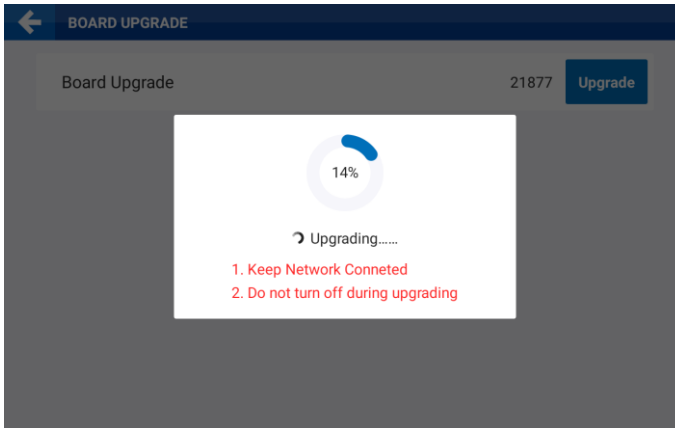 BOARD UPGRADE
Board Upgrade 21877 Upgrade
14%
Upgrading......
1. Keep Network Conneted
2. Do not turn off during upgrading